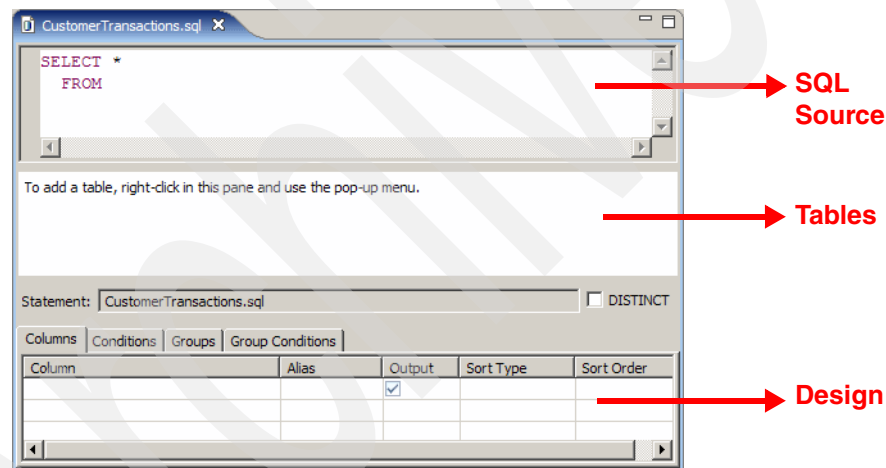 CustomerTransactions.sql
SELECT *
FROM
SQL
Source
To add a table, right-click in this pane and use the pop-up menu.
Tables
Statement: CustomerTransactions.sql DISTINCT
Columns Conditions Groups Group Conditions
Column Alias Output Sort Type Sort Order
Design